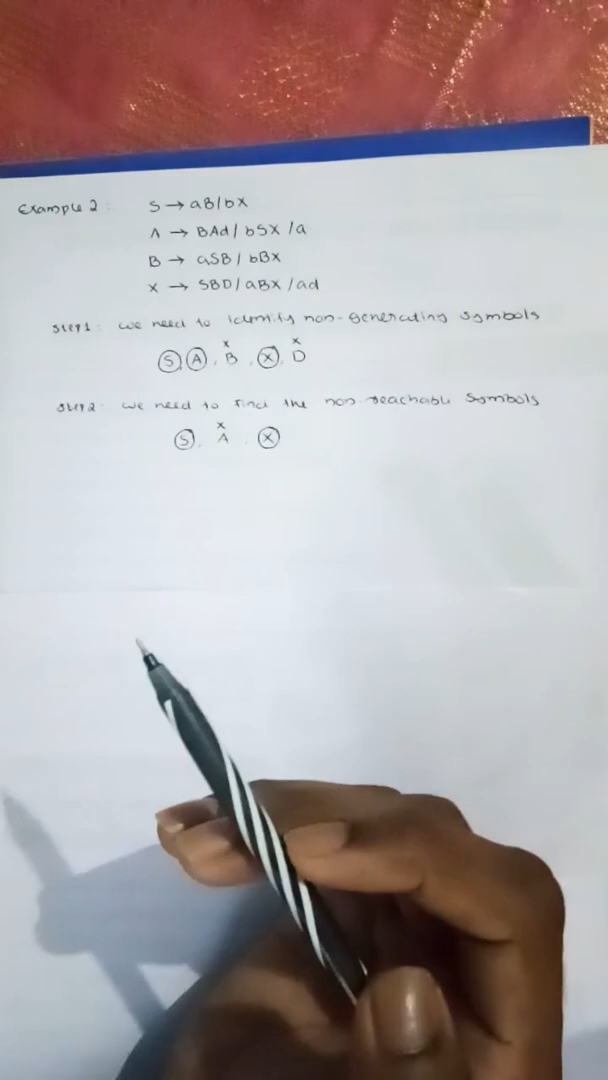 Example 2: S → aB/bX
A → BAd/bSX/a
B → aSB/bBX
X → SBD/aBX/ad
Step1: we need to identify non-generating symbols
x x
S, A, B, X, D
Step2: we need to find the non-reachable symbols
x
S, A, X